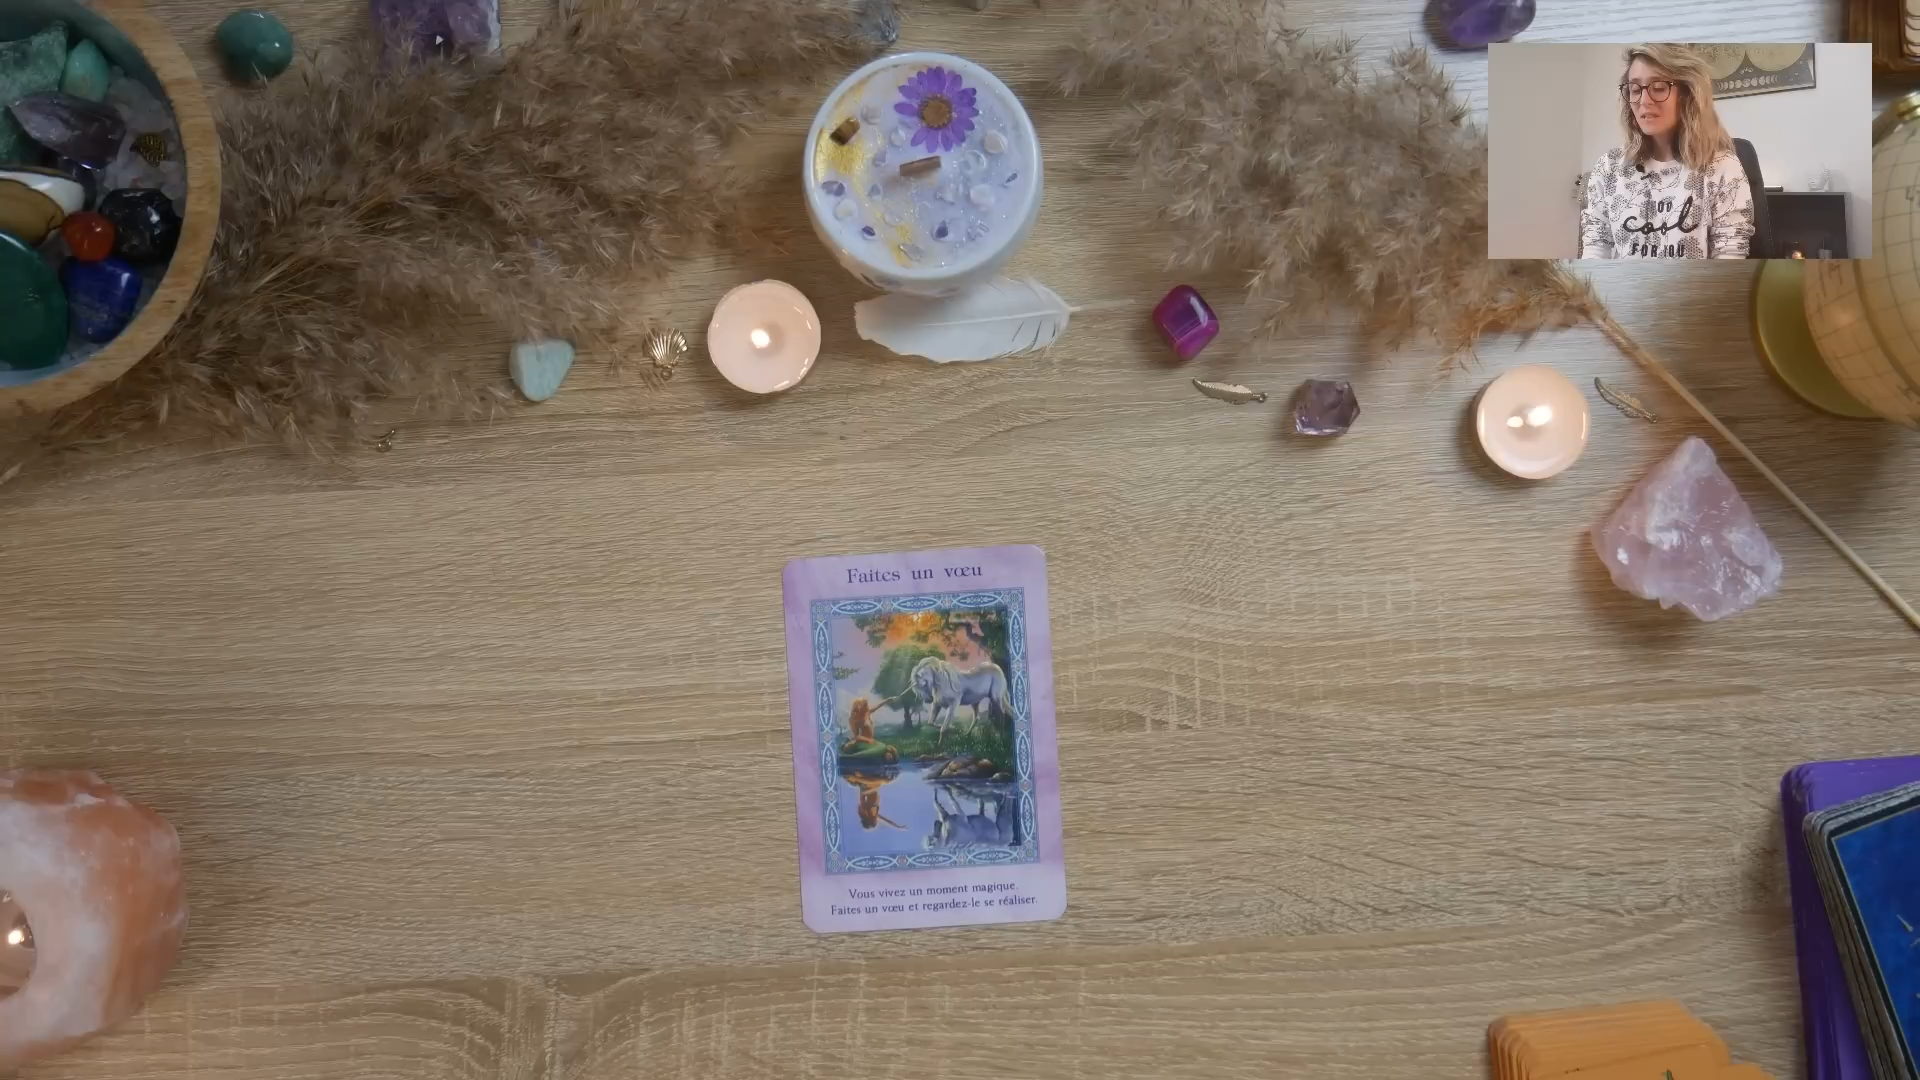 cool
FOR YOU
Faites un vœu
Vous vivez un moment magique.
Faites un vœu et regardez-le se réaliser.